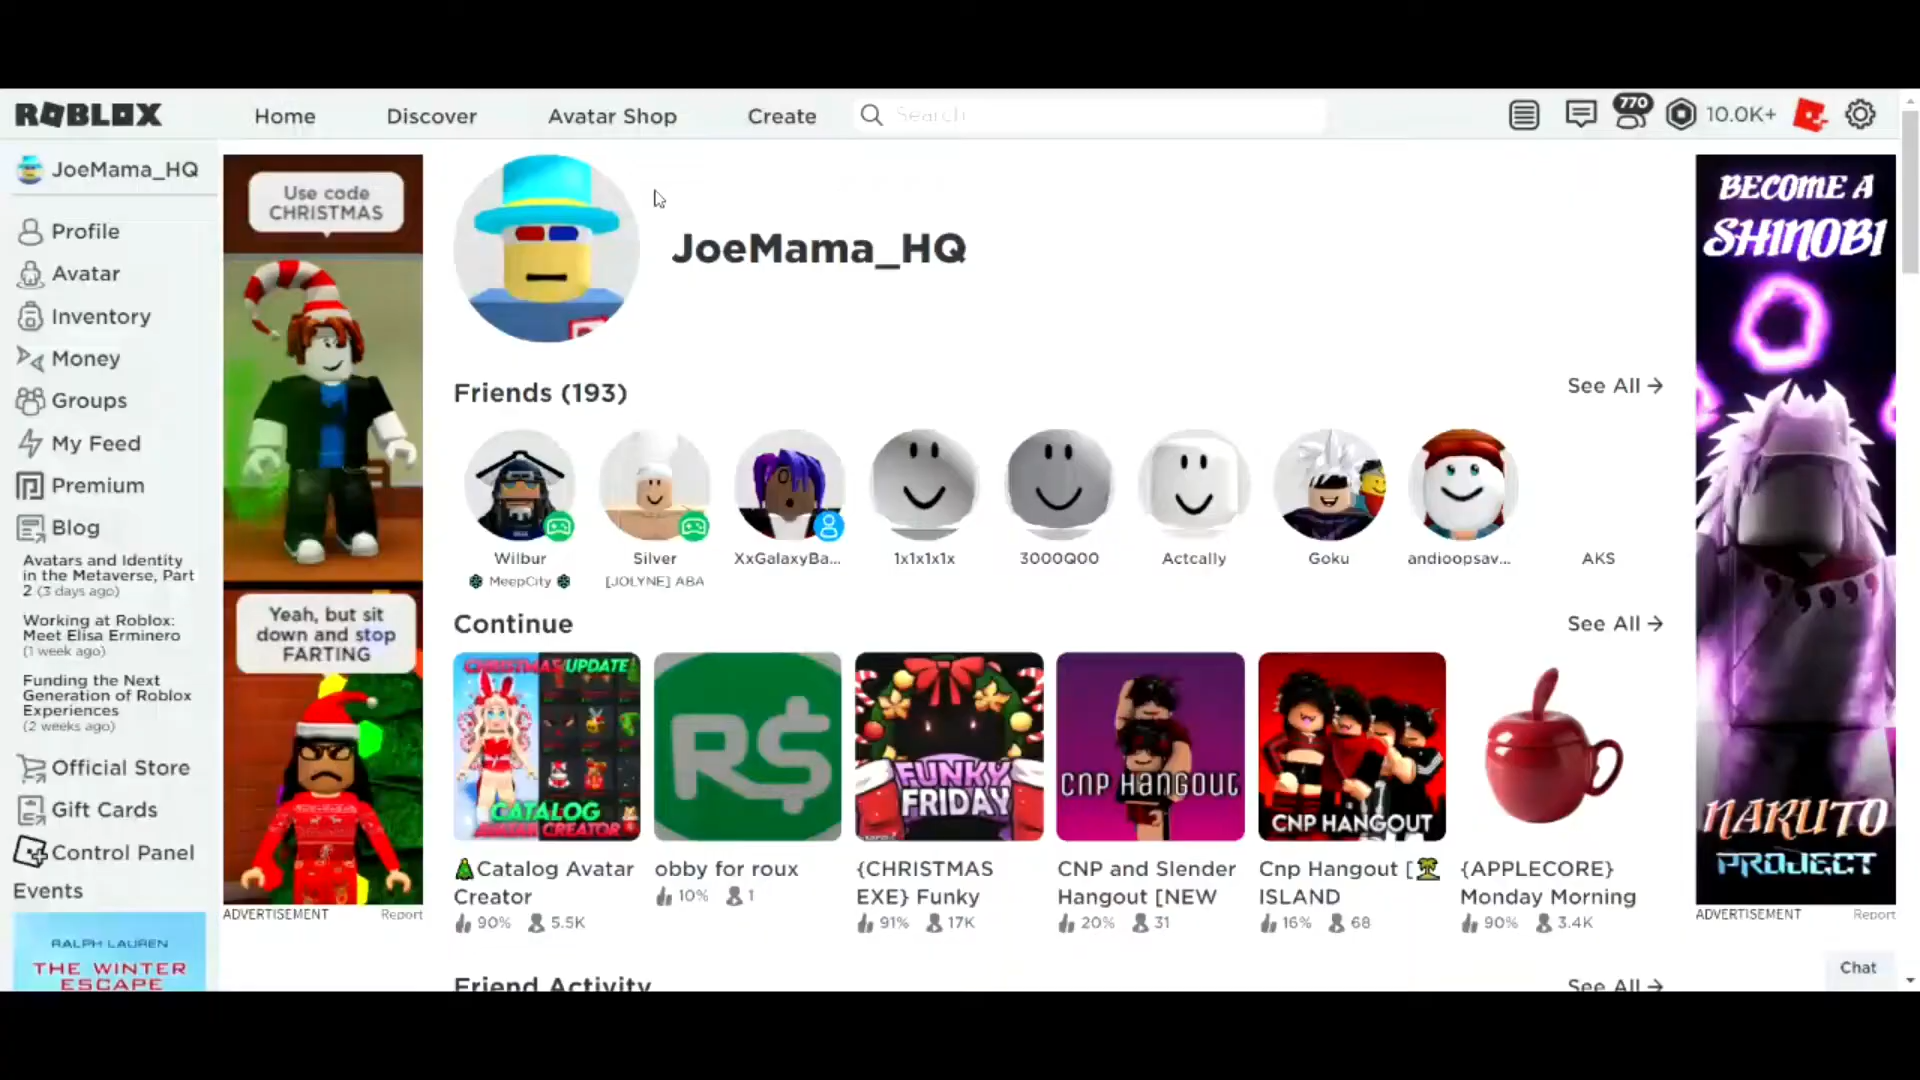 ROBLOX
Home
Discover
Avatar Shop
Create
Search
770
10.0K+
JoeMama_HQ
Profile
Avatar
Inventory
Money
Groups
My Feed
Premium
Blog
Avatars and Identity
in the Metaverse, Part
2 (3 days ago)
Working at Roblox:
Meet Elisa Erminero
(1 week ago)
Funding the Next
Generation of Roblox
Experiences
(2 weeks ago)
Official Store
Gift Cards
Control Panel
Events
RALPH LAUREN
THE WINTER
ESCAPE
Use code
CHRISTMAS
Yeah, but sit
down and stop
FARTING
ADVERTISEMENT
Report
JoeMama_HQ
Friends (193)
See All →
Wilbur
MeepCity
Silver
[JOLYNE] ABA
XxGalaxyBa...
1x1x1x1x
3000Q00
Actcally
Goku
andioopsav...
AKS
Continue
See All →
CHRISTMAS UPDATE
CATALOG
AVATAR CREATOR
R$
FUNKY
FRIDAY
CNP HANGOUT
CNP HANGOUT
Catalog Avatar
Creator
90% 5.5K
obby for roux
10% 1
{CHRISTMAS
EXE} Funky
91% 17K
CNP and Slender
Hangout [NEW
20% 31
Cnp Hangout [
ISLAND
16% 68
{APPLECORE}
Monday Morning
90% 3.4K
Friend Activity
See All →
BECOME A
SHINOBI
NARUTO
PROJECT
ADVERTISEMENT
Report
Chat